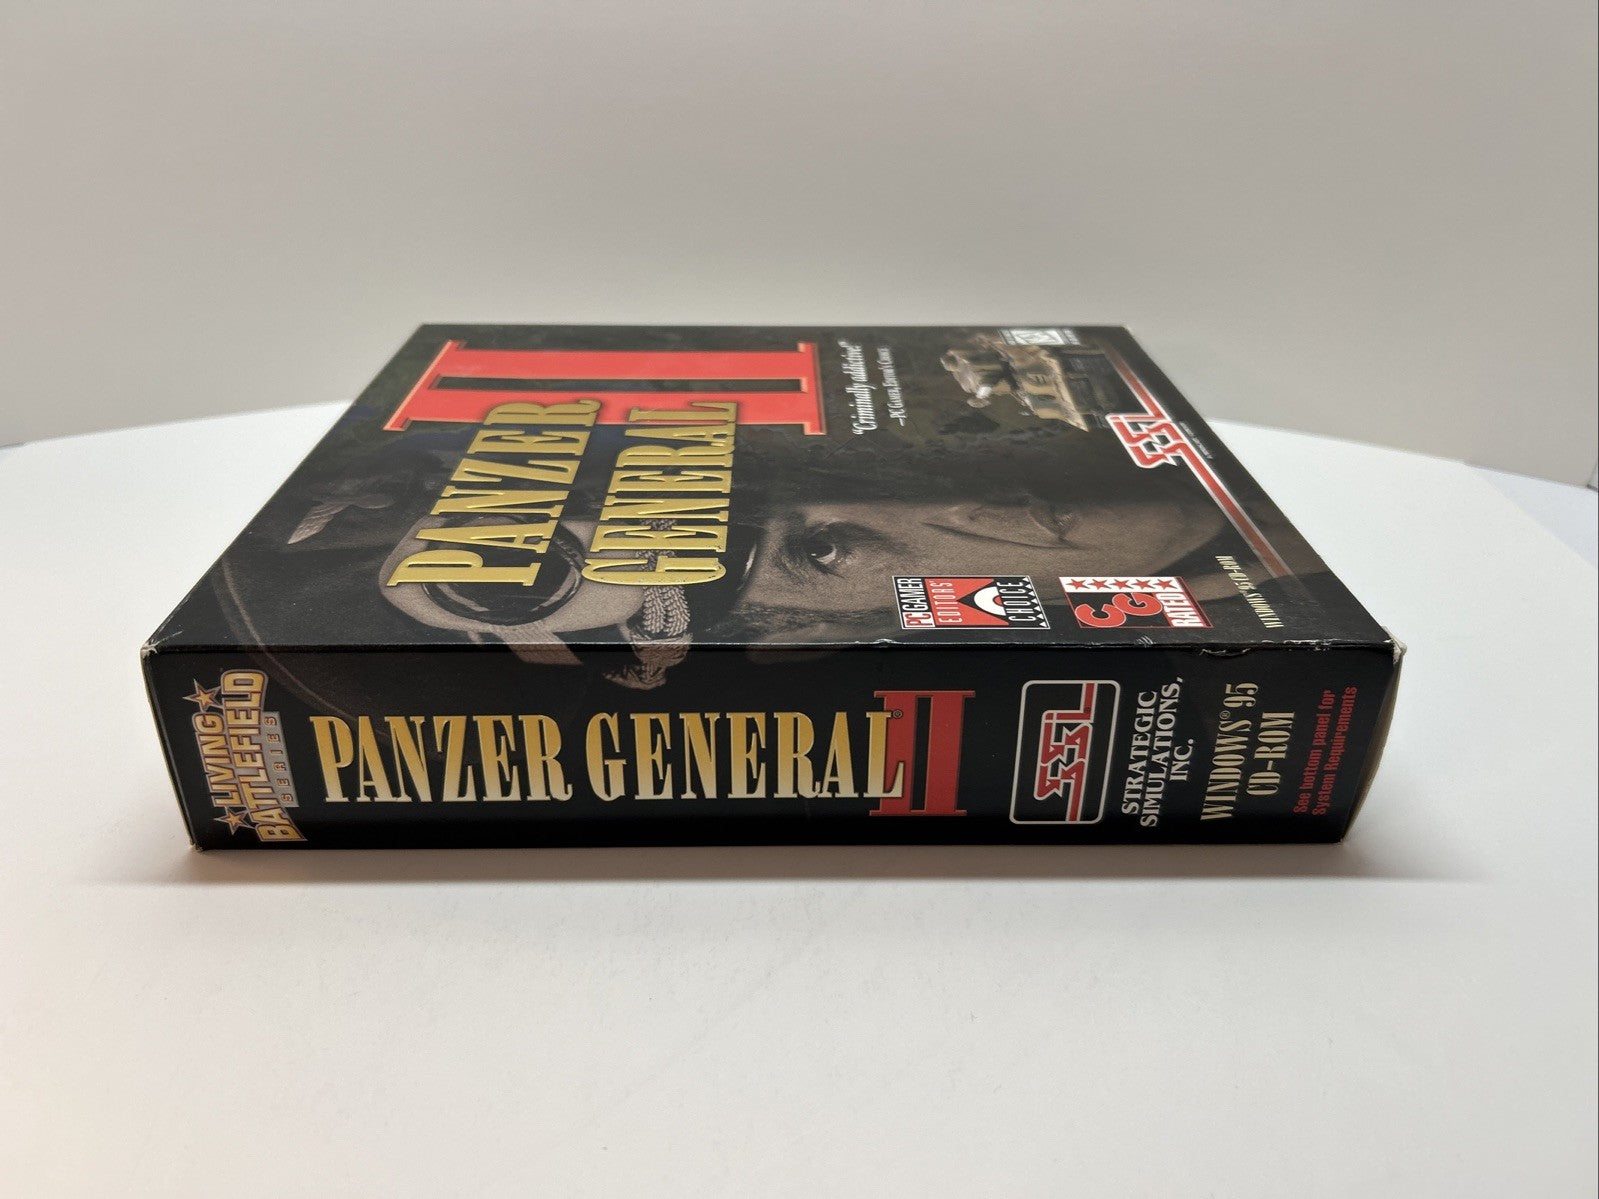 PANZER
GENERAL
II
"Criminally addictive!"
—PC GAMER, EDITOR'S CHOICE
SSI
PC GAMER
EDITORS'
CHOICE
CG
RATED
WINDOWS 95 CD-ROM
LIVING
BATTLEFIELD
SERIES
PANZER GENERAL® II
SSI
STRATEGIC
SIMULATIONS,
INC.
WINDOWS® 95
CD-ROM
See bottom panel for
System Requirements